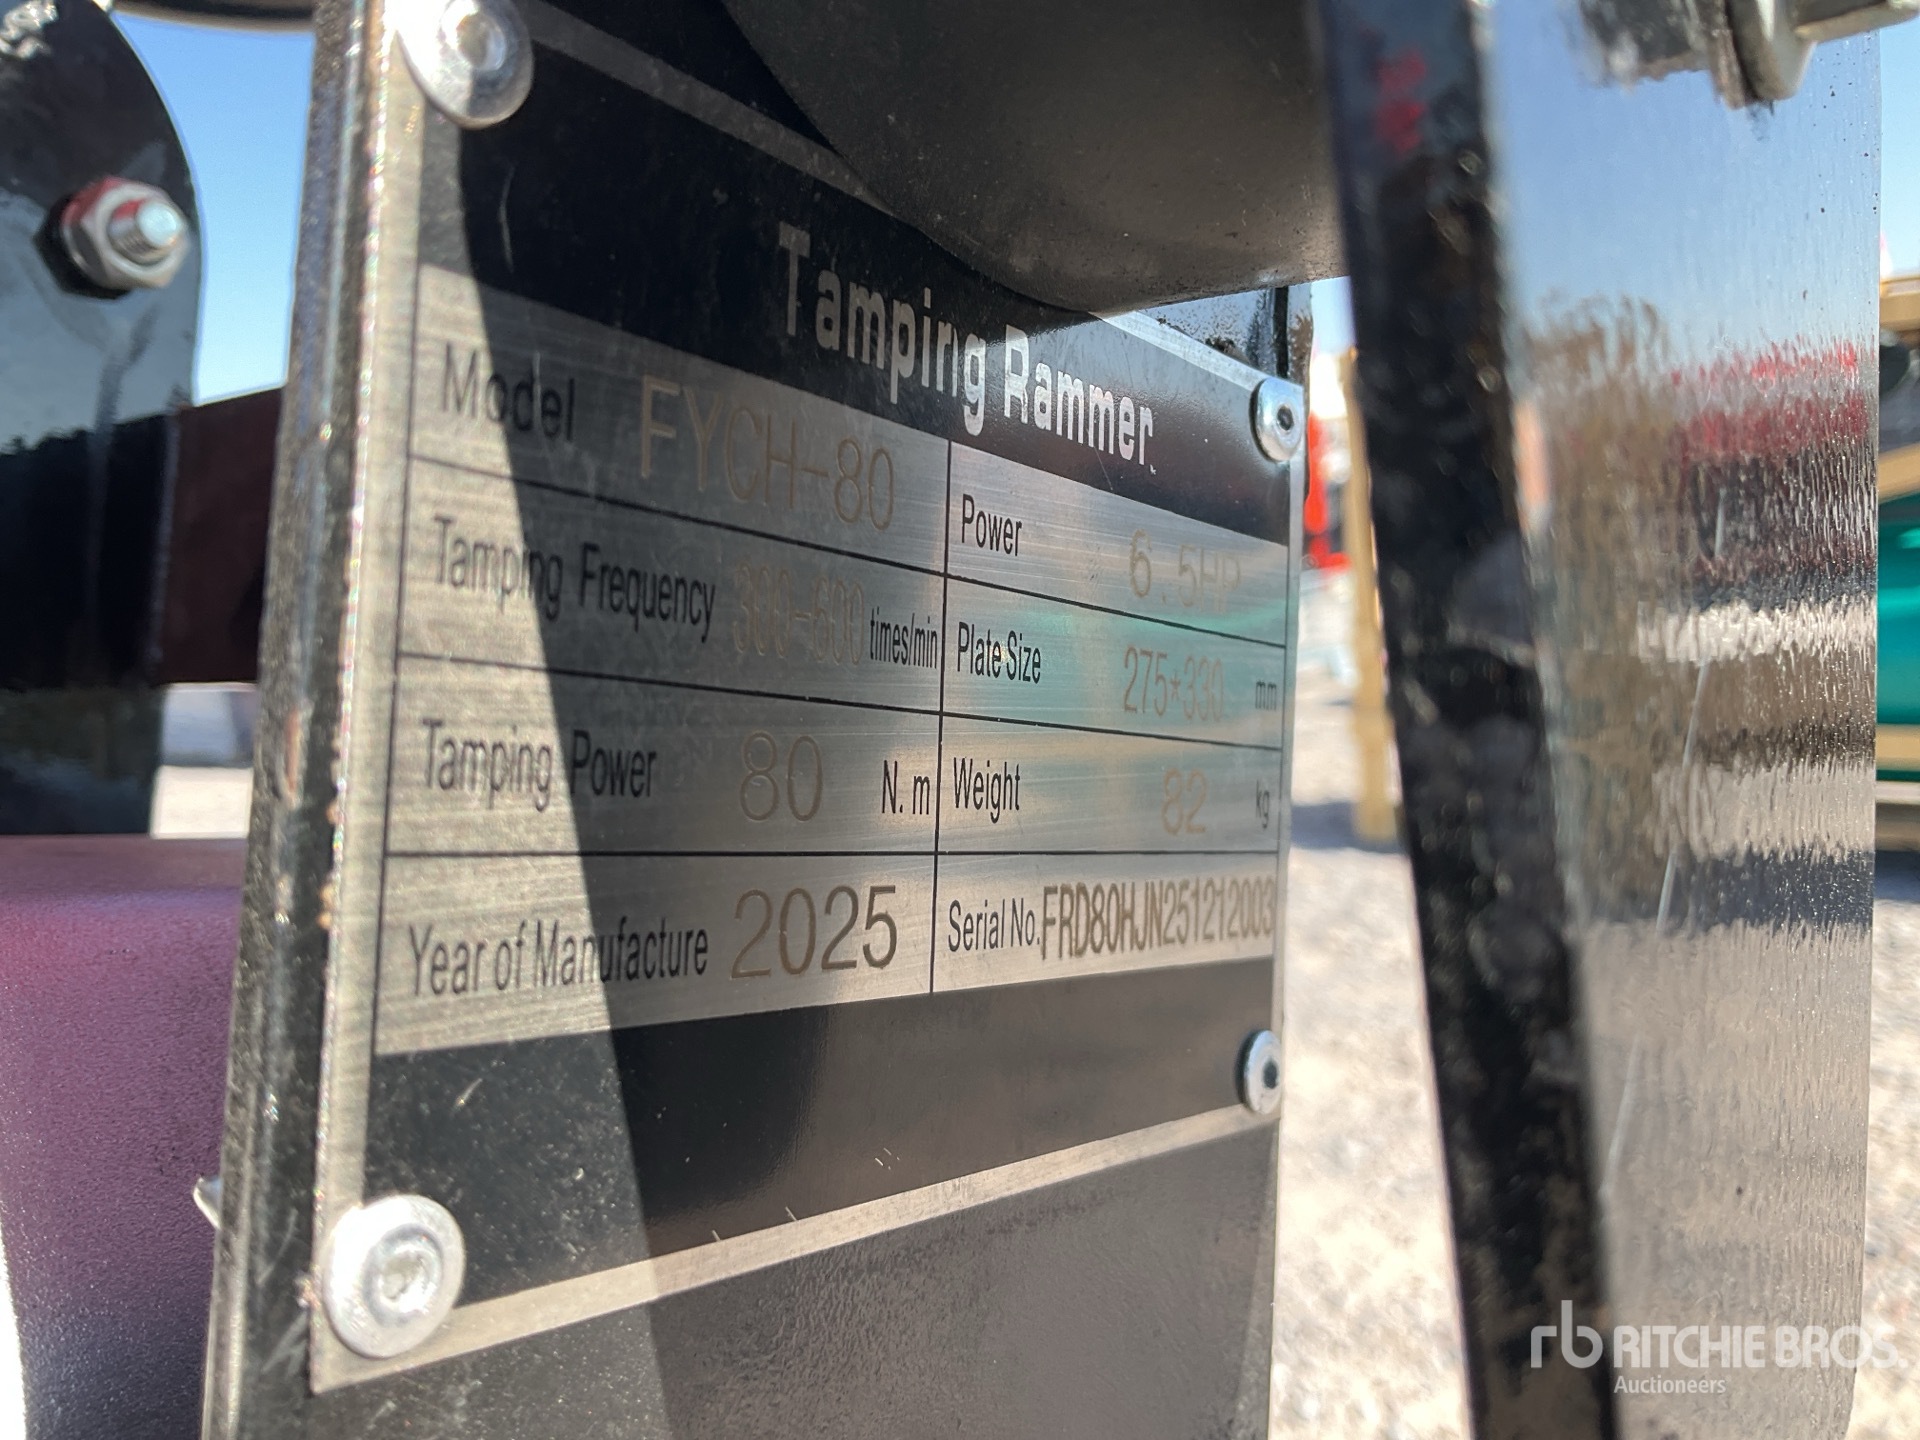 Tamping Rammer
Model FYCH-80
Power 6.5HP
Tamping Frequency 300-600 times/min
Plate Size 275*330 mm
Tamping Power 80 N.m
Weight 82 kg
Year of Manufacture 2025
Serial No. FRD80HJN251212003
rb RITCHIE BROS.
Auctioneers